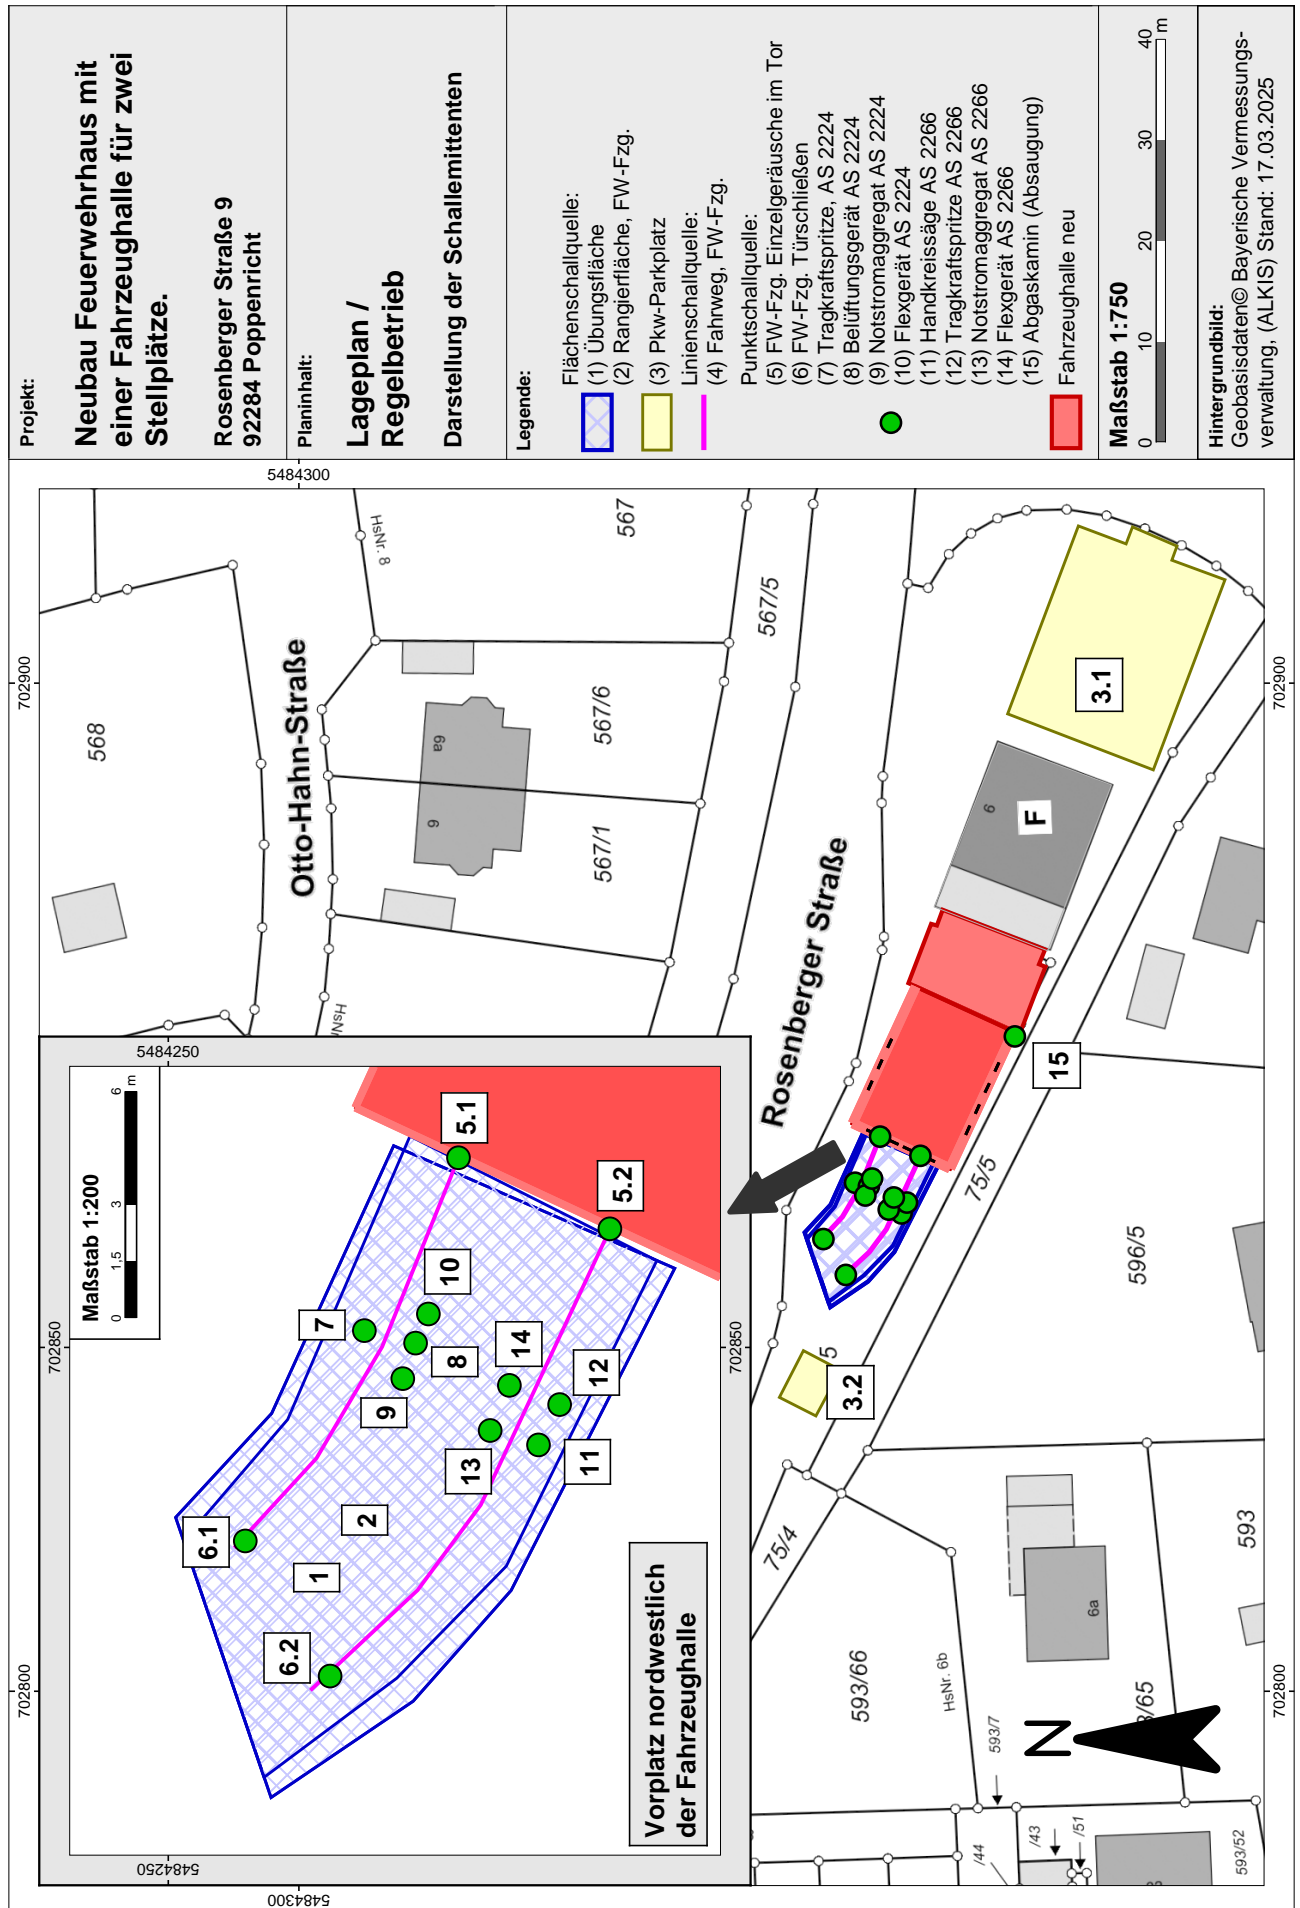 Projekt:
Neubau Feuerwehrhaus mit
einer Fahrzeughalle für zwei
Stellplätze.
Rosenberger Straße 9
92284 Poppenricht
Planinhalt:
Lageplan /
Regelbetrieb
Darstellung der Schallemittenten
Legende:
Flächenschallquelle:
(1) Übungsfläche
(2) Rangierfläche, FW-Fzg.
(3) Pkw-Parkplatz
Linienschallquelle:
(4) Fahrweg, FW-Fzg.
Punktschallquelle:
(5) FW-Fzg. Einzelgeräusche im Tor
(6) FW-Fzg. Türschließen
(7) Tragkraftspritze, AS 2224
(8) Belüftungsgerät AS 2224
(9) Notstromaggregat AS 2224
(10) Flexgerät AS 2224
(11) Handkreissäge AS 2266
(12) Tragkraftspritze AS 2266
(13) Notstromaggregat AS 2266
(14) Flexgerät AS 2266
(15) Abgaskamin (Absaugung)
Fahrzeughalle neu
Maßstab 1:750
0 10 20 30 40
m
Hintergrundbild:
Geobasisdaten© Bayerische Vermessungs-
verwaltung, (ALKIS) Stand: 17.03.2025
5484300
702900
702900
702850
702850
702800
702800
5484250
5484250
5484300
568
Otto-Hahn-Straße
HsNr. 8
567
567/5
567/6
567/1
6a
6
HsNr
Rosenberger Straße
6
F
3.1
15
75/5
596/5
5
3.2
75/4
593/66
HsNr. 6b
593/7
6a
593
3/65
N
/44
/43
/51
593/52
Maßstab 1:200
0 1,5 3 6
m
5.1
5.2
7
10
8
9
14
12
13
11
6.1
2
1
6.2
Vorplatz nordwestlich
der Fahrzeughalle